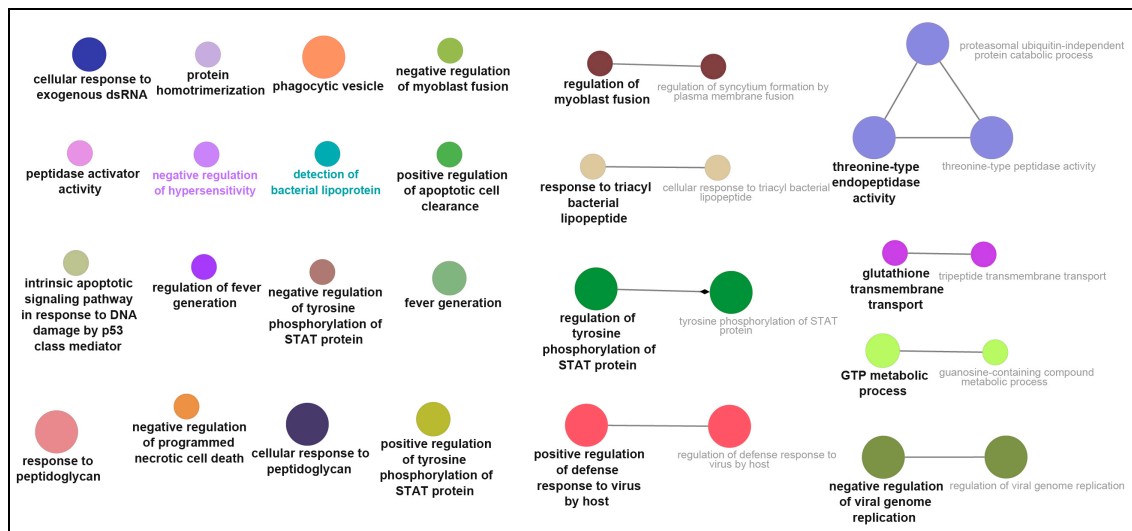 cellular response to
exogenous dsRNA
protein
homotrimerization
phagocytic vesicle
negative regulation
of myoblast fusion
peptidase activator
activity
negative regulation
of hypersensitivity
detection of
bacterial lipoprotein
positive regulation
of apoptotic cell
clearance
intrinsic apoptotic
signaling pathway
in response to DNA
damage by p53
class mediator
regulation of fever
generation
negative regulation
of tyrosine
phosphorylation of
STAT protein
fever generation
response to
peptidoglycan
negative regulation
of programmed
necrotic cell death
cellular response to
peptidoglycan
positive regulation
of tyrosine
phosphorylation of
STAT protein
regulation of
myoblast fusion
regulation of syncytium formation by
plasma membrane fusion
response to triacyl
bacterial
lipopeptide
cellular response to triacyl bacterial
lipopeptide
regulation of
tyrosine
phosphorylation of
STAT protein
tyrosine phosphorylation of STAT
protein
positive regulation
of defense
response to virus
by host
regulation of defense response to
virus by host
proteasomal ubiquitin-independent
protein catabolic process
threonine-type
endopeptidase
activity
threonine-type peptidase activity
glutathione
transmembrane
transport
tripeptide transmembrane transport
GTP metabolic
process
guanosine-containing compound
metabolic process
negative regulation
of viral genome
replication
regulation of viral genome replication